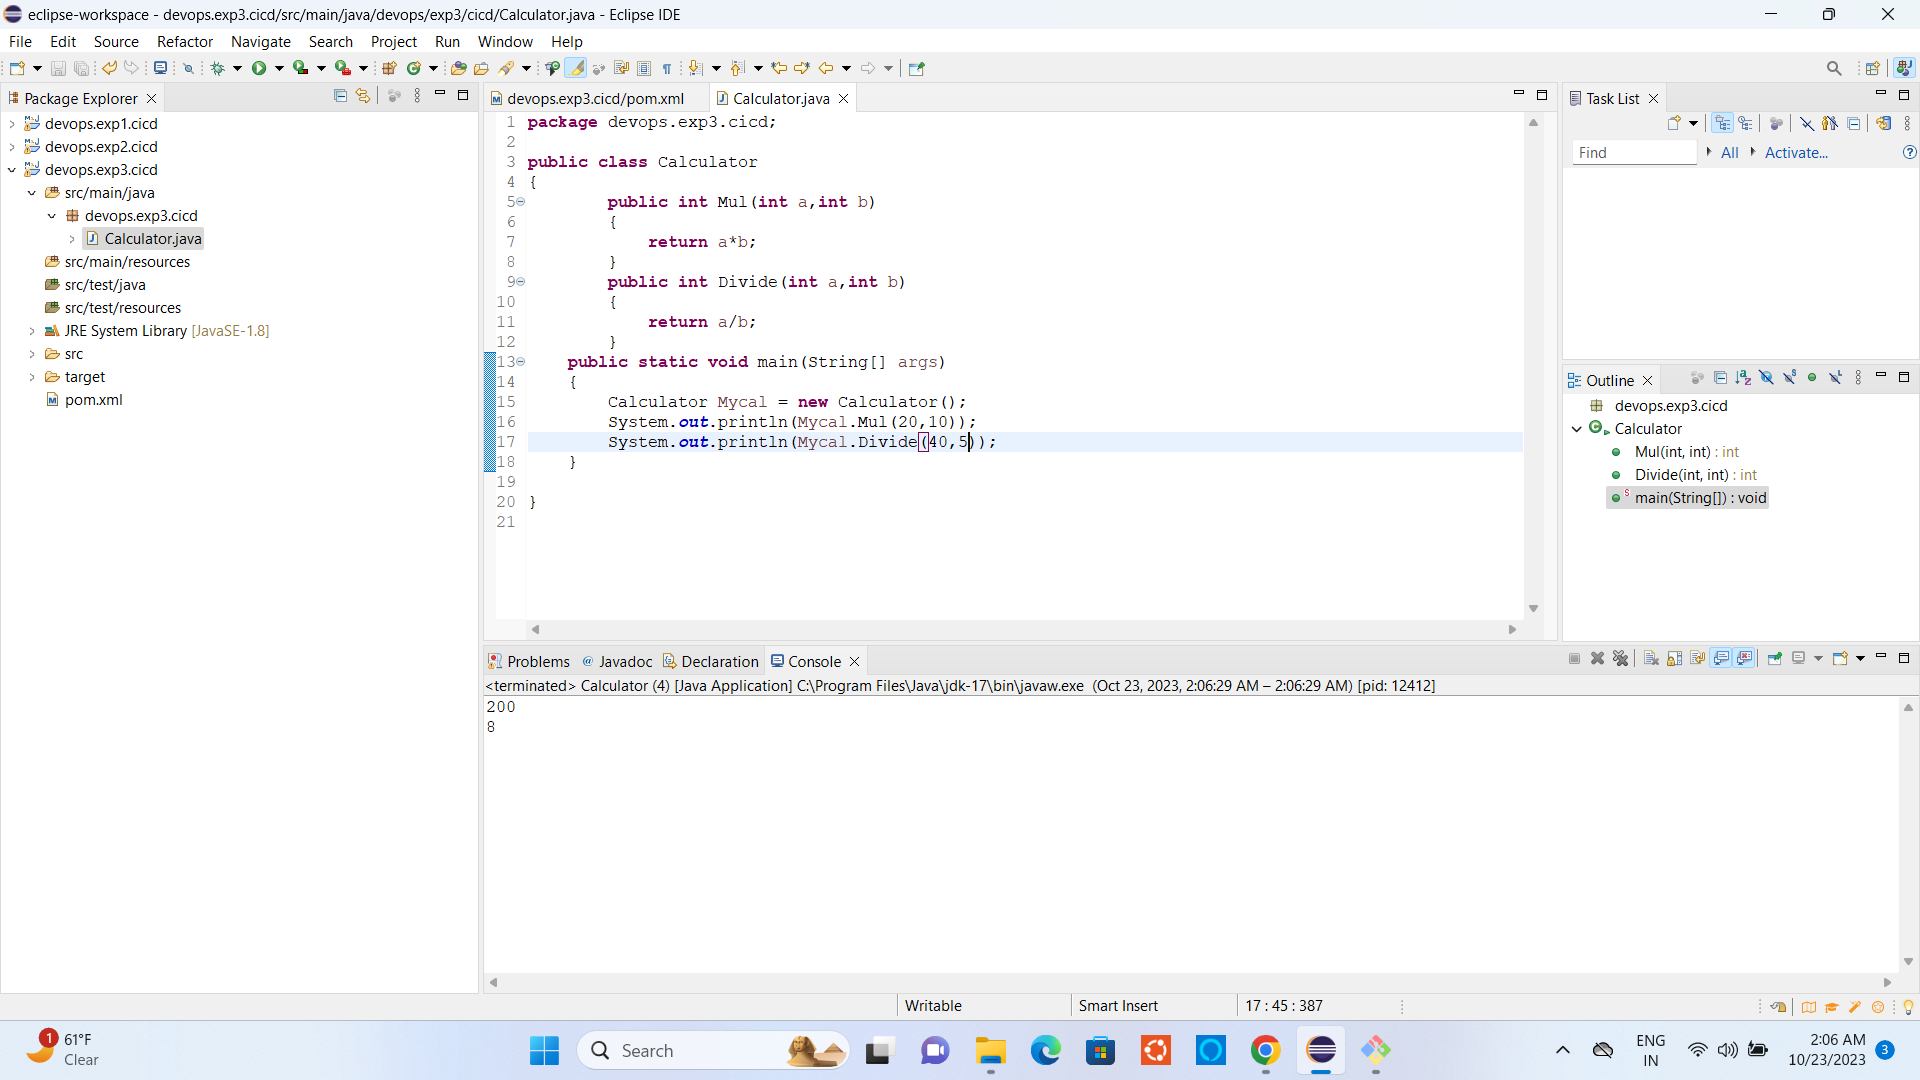 eclipse-workspace - devops.exp3.cicd/src/main/java/devops/exp3/cicd/Calculator.java - Eclipse IDE
File Edit Source Refactor Navigate Search Project Run Window Help
Package Explorer
devops.exp1.cicd
devops.exp2.cicd
devops.exp3.cicd
src/main/java
devops.exp3.cicd
Calculator.java
src/main/resources
src/test/java
src/test/resources
JRE System Library [JavaSE-1.8]
src
target
pom.xml
devops.exp3.cicd/pom.xml
Calculator.java
1 package devops.exp3.cicd;
2
3 public class Calculator
4 {
5 public int Mul(int a,int b)
6 {
7 return a*b;
8 }
9 public int Divide(int a,int b)
10 {
11 return a/b;
12 }
13 public static void main(String[] args)
14 {
15 Calculator Mycal = new Calculator();
16 System.out.println(Mycal.Mul(20,10));
17 System.out.println(Mycal.Divide(40,5));
18 }
19
20 }
21
Task List
Find All Activate...
Outline
devops.exp3.cicd
Calculator
Mul(int, int) : int
Divide(int, int) : int
main(String[]) : void
Problems @ Javadoc Declaration Console
<terminated> Calculator (4) [Java Application] C:\Program Files\Java\jdk-17\bin\javaw.exe (Oct 23, 2023, 2:06:29 AM – 2:06:29 AM) [pid: 12412]
200
8
Writable Smart Insert 17 : 45 : 387
1
61°F
Clear
Search
ENG
IN
2:06 AM
10/23/2023
3